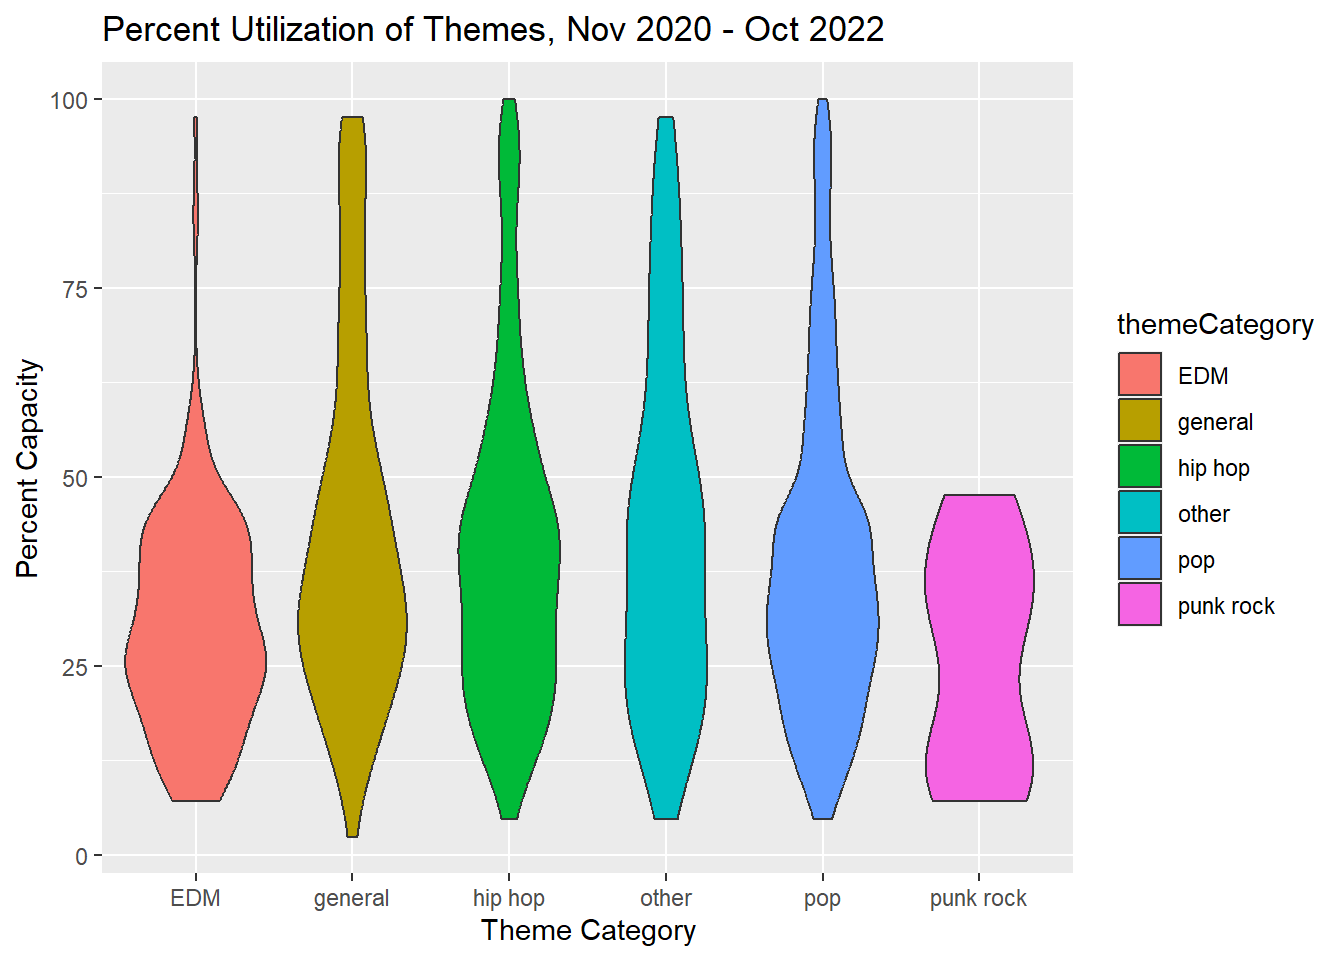 Percent Utilization of Themes, Nov 2020 - Oct 2022
Percent Capacity
100
75
50
25
0
EDM
general
hip hop
other
pop
punk rock
Theme Category
themeCategory
EDM
general
hip hop
other
pop
punk rock